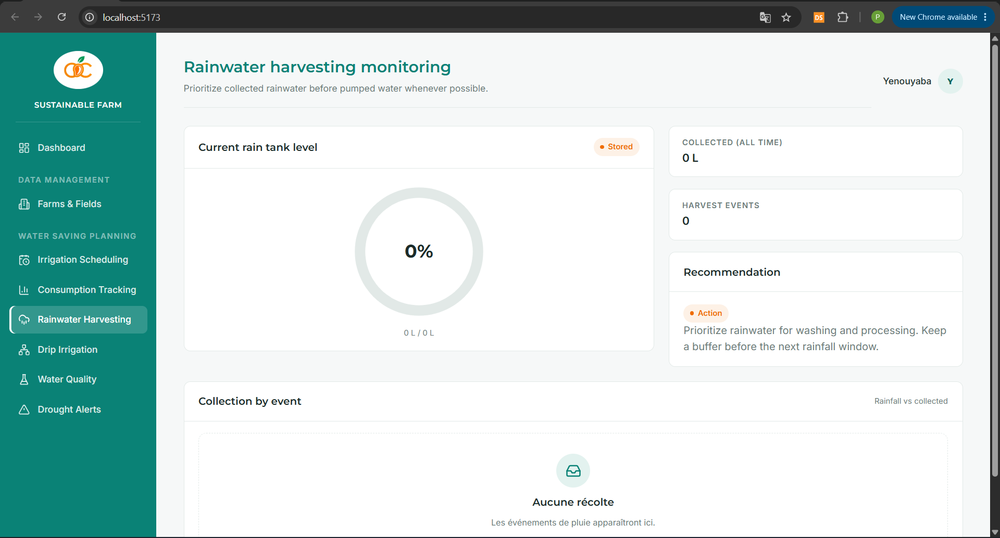 localhost:5173
DS
P
New Chrome available
SUSTAINABLE FARM
Dashboard
DATA MANAGEMENT
Farms & Fields
WATER SAVING PLANNING
Irrigation Scheduling
Consumption Tracking
Rainwater Harvesting
Drip Irrigation
Water Quality
Drought Alerts
Rainwater harvesting monitoring
Prioritize collected rainwater before pumped water whenever possible.
Yenouyaba
Y
Current rain tank level
Stored
0%
0 L / 0 L
COLLECTED (ALL TIME)
0 L
HARVEST EVENTS
0
Recommendation
Action
Prioritize rainwater for washing and processing. Keep
a buffer before the next rainfall window.
Collection by event
Rainfall vs collected
Aucune récolte
Les événements de pluie apparaîtront ici.